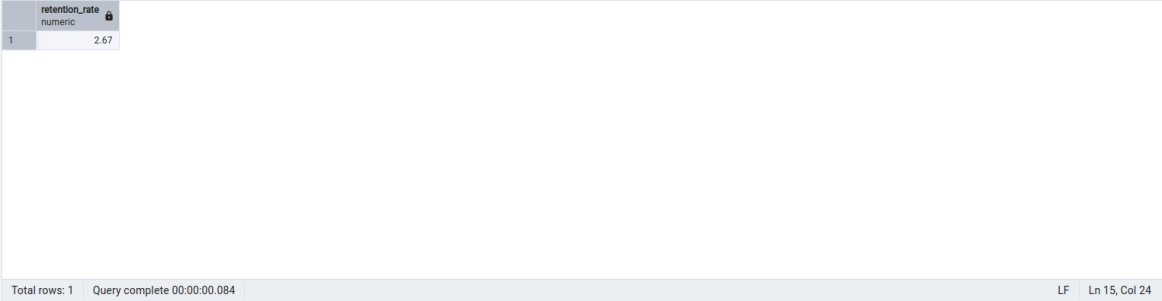 retention_rate
numeric
1 2.67
Total rows: 1 Query complete 00:00:00.084 LF Ln 15, Col 24